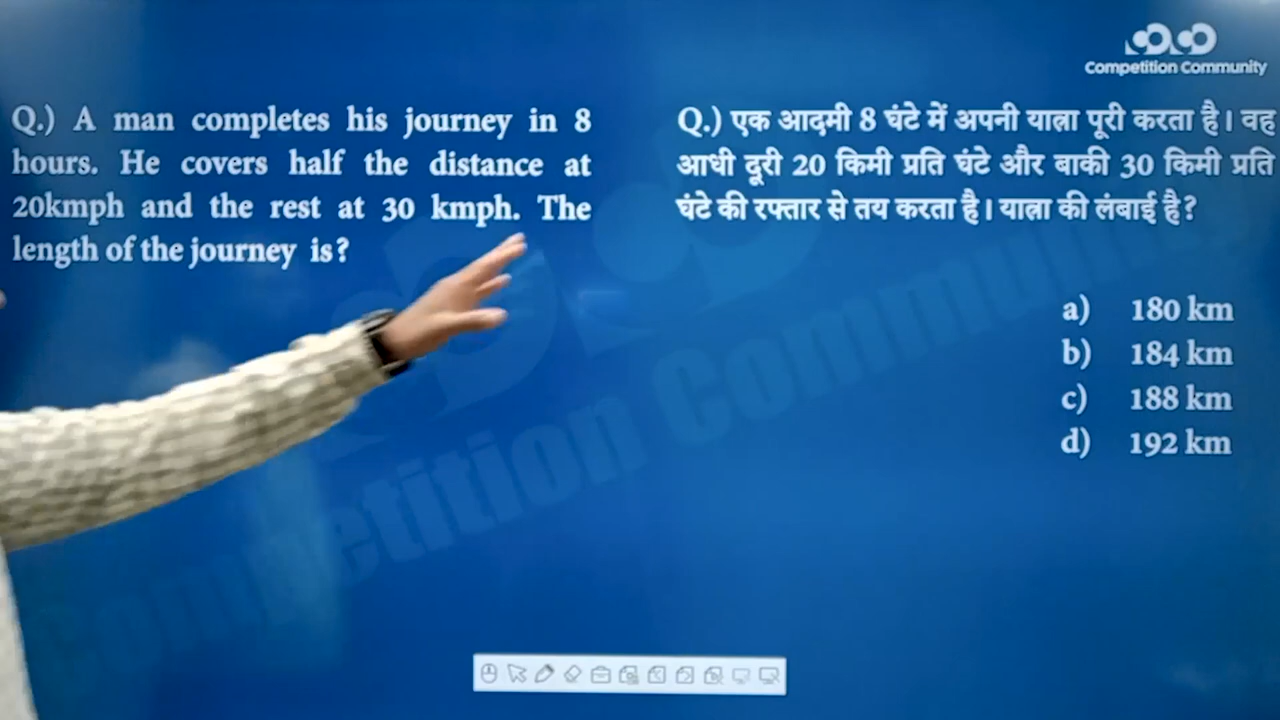 Competition Community
Q.) A man completes his journey in 8
hours. He covers half the distance at
20kmph and the rest at 30 kmph. The
length of the journey is?
Q.) एक आदमी 8 घंटे में अपनी यात्रा पूरी करता है। वह
आधी दूरी 20 किमी प्रति घंटे और बाकी 30 किमी प्रति
घंटे की रफ्तार से तय करता है। यात्रा की लंबाई है?
a) 180 km
b) 184 km
c) 188 km
d) 192 km
Competition Community